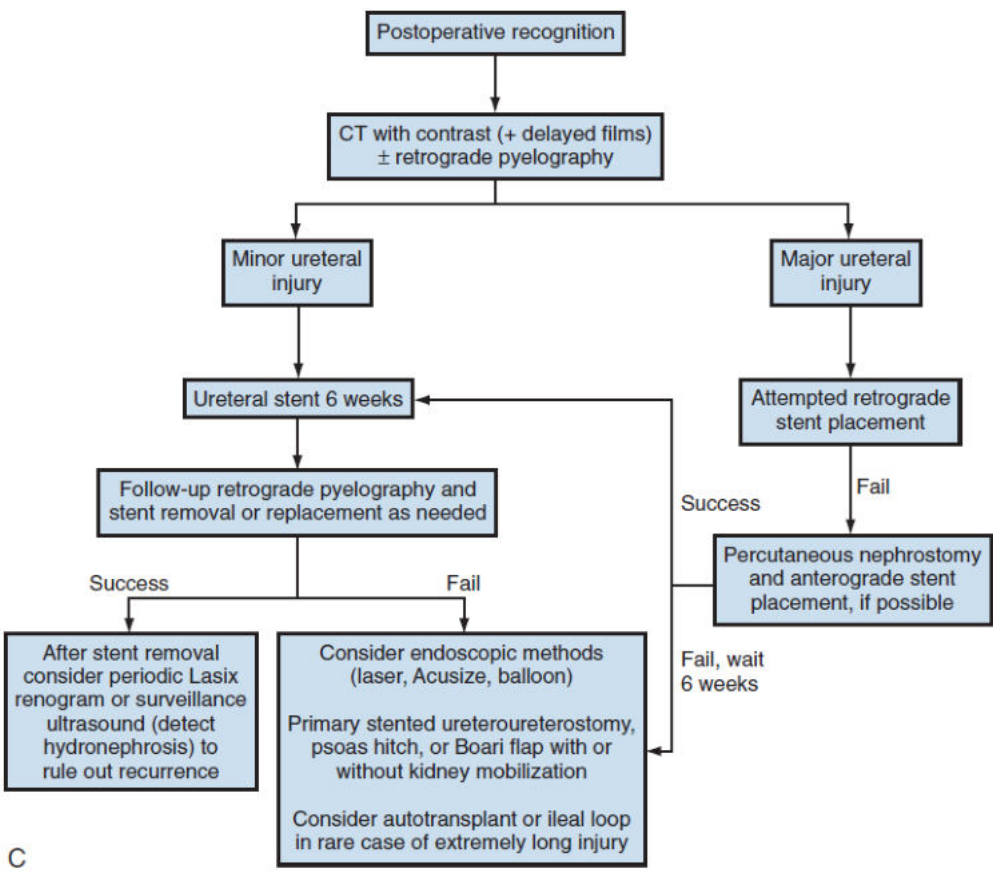 Postoperative recognition
CT with contrast (+ delayed films)
± retrograde pyelography
Minor ureteral
injury
Major ureteral
injury
Ureteral stent 6 weeks
Attempted retrograde
stent placement
Follow-up retrograde pyelography and
stent removal or replacement as needed
Success
Fail
Percutaneous nephrostomy
and anterograde stent
placement, if possible
Success
Fail
After stent removal
consider periodic Lasix
renogram or surveillance
ultrasound (detect
hydronephrosis) to
rule out recurrence
Consider endoscopic methods
(laser, Acusize, balloon)
Primary stented ureteroureterostomy,
psoas hitch, or Boari flap with or
without kidney mobilization
Consider autotransplant or ileal loop
in rare case of extremely long injury
Fail, wait
6 weeks
C